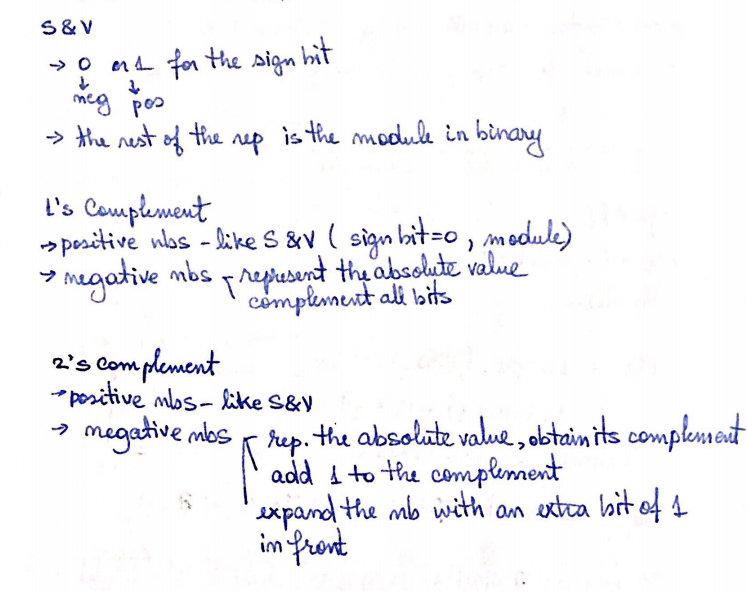 S & V
→ 0 or 1 for the sign bit
↓ ↓
neg pos
→ the rest of the rep is the module in binary
1's Complement
→ positive nbs - like S & V ( sign bit=0 , module)
→ negative nbs - represent the absolute value
complement all bits
2's complement
→ positive nbs - like S&V
→ negative nbs - rep. the absolute value, obtain its complement
add 1 to the complement
expand the nb with an extra bit of 1
in front